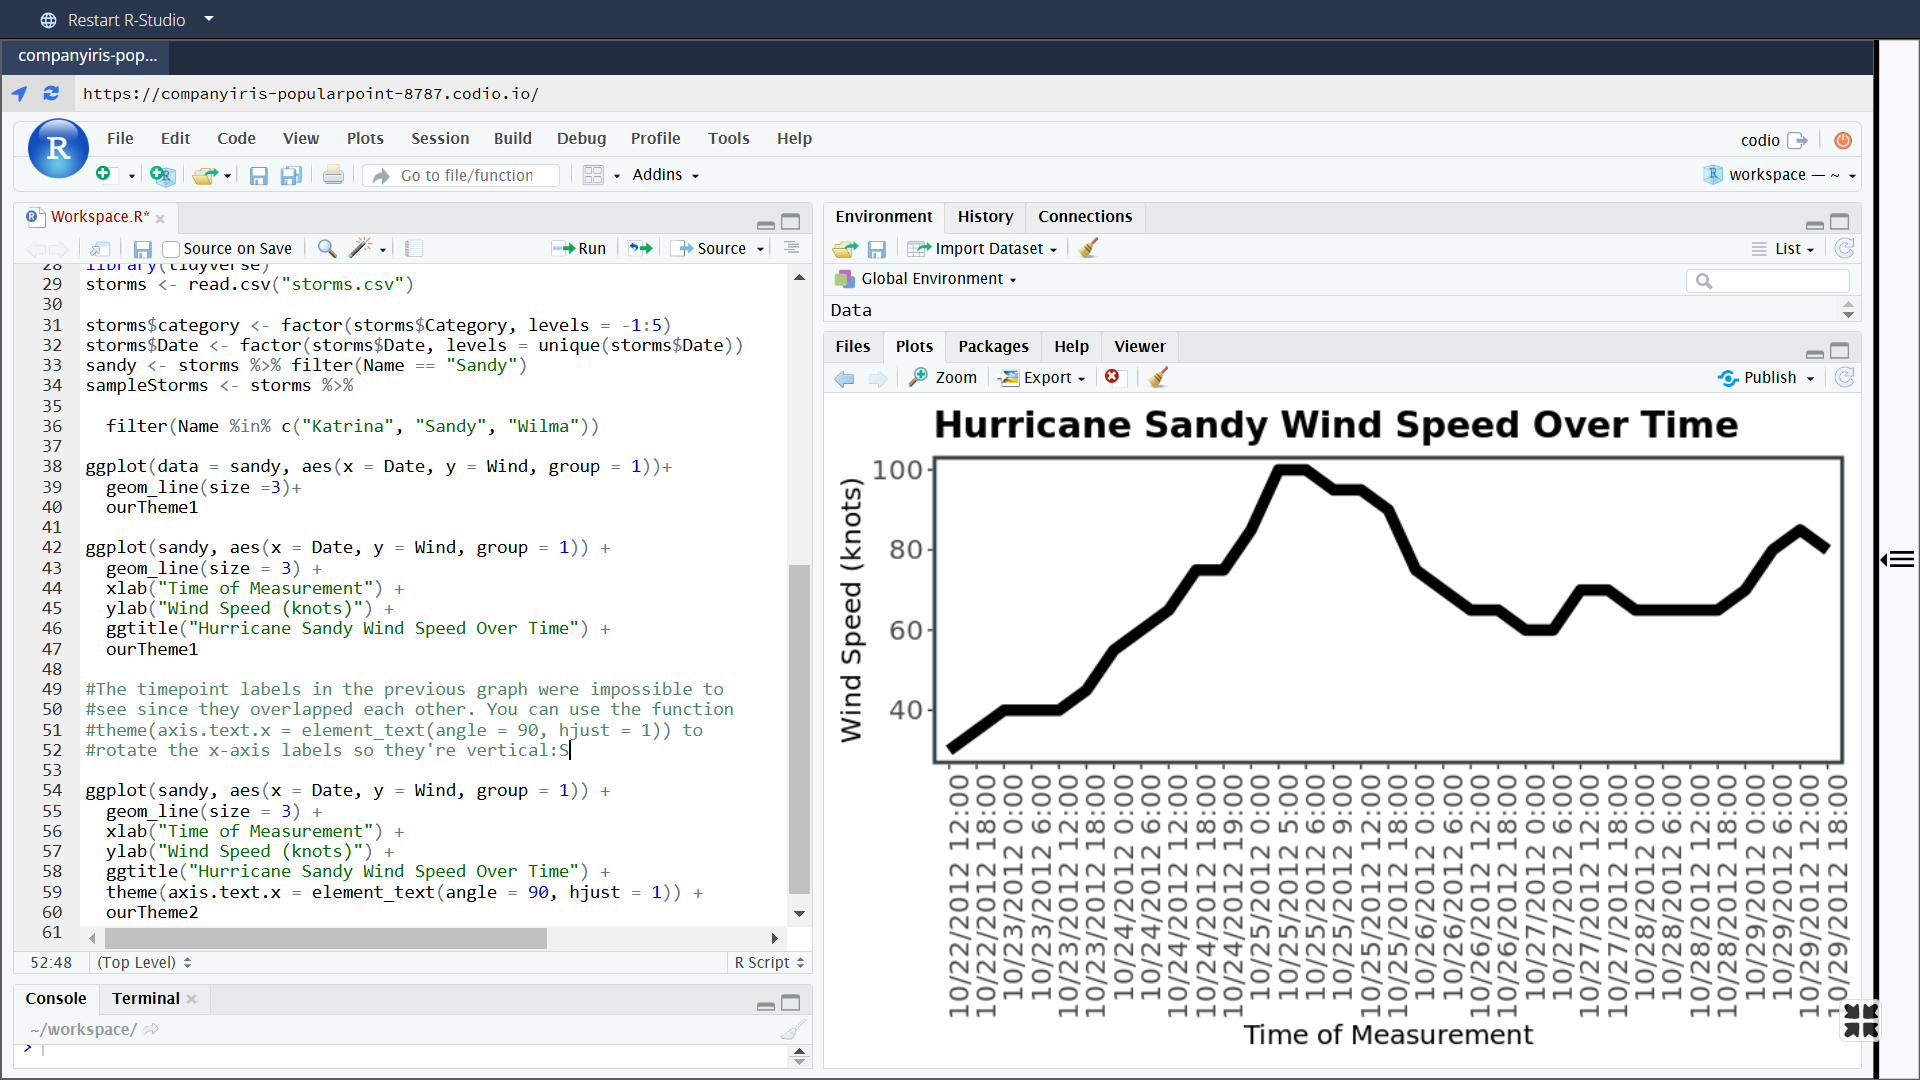 Restart R-Studio
companyiris-pop...
https://companyiris-popularpoint-8787.codio.io/
R
File Edit Code View Plots Session Build Debug Profile Tools Help
codio
Go to file/function
Addins
workspace — ~
Workspace.R*
Source on Save
Run
Source
28 library(tidyverse)
29 storms <- read.csv("storms.csv")
30
31 storms$category <- factor(storms$Category, levels = -1:5)
32 storms$Date <- factor(storms$Date, levels = unique(storms$Date))
33 sandy <- storms %>% filter(Name == "Sandy")
34 sampleStorms <- storms %>%
35
36   filter(Name %in% c("Katrina", "Sandy", "Wilma"))
37
38 ggplot(data = sandy, aes(x = Date, y = Wind, group = 1))+
39   geom_line(size =3)+
40   ourTheme1
41
42 ggplot(sandy, aes(x = Date, y = Wind, group = 1)) +
43   geom_line(size = 3) +
44   xlab("Time of Measurement") +
45   ylab("Wind Speed (knots)") +
46   ggtitle("Hurricane Sandy Wind Speed Over Time") +
47   ourTheme1
48
49 #The timepoint labels in the previous graph were impossible to
50 #see since they overlapped each other. You can use the function
51 #theme(axis.text.x = element_text(angle = 90, hjust = 1)) to
52 #rotate the x-axis labels so they're vertical:S
53
54 ggplot(sandy, aes(x = Date, y = Wind, group = 1)) +
55   geom_line(size = 3) +
56   xlab("Time of Measurement") +
57   ylab("Wind Speed (knots)") +
58   ggtitle("Hurricane Sandy Wind Speed Over Time") +
59   theme(axis.text.x = element_text(angle = 90, hjust = 1)) +
60   ourTheme2
61
52:48 (Top Level) R Script
Console Terminal
~/workspace/
>
Environment History Connections
Import Dataset
List
Global Environment
Data
Files Plots Packages Help Viewer
Zoom Export Publish
Hurricane Sandy Wind Speed Over Time
Wind Speed (knots)
100
80
60
40
10/22/2012 12:00
10/22/2012 18:00
10/23/2012 0:00
10/23/2012 6:00
10/23/2012 12:00
10/23/2012 18:00
10/24/2012 0:00
10/24/2012 6:00
10/24/2012 12:00
10/24/2012 18:00
10/24/2012 19:00
10/25/2012 0:00
10/25/2012 5:00
10/25/2012 6:00
10/25/2012 9:00
10/25/2012 12:00
10/25/2012 18:00
10/26/2012 0:00
10/26/2012 6:00
10/26/2012 12:00
10/26/2012 18:00
10/27/2012 0:00
10/27/2012 6:00
10/27/2012 12:00
10/27/2012 18:00
10/28/2012 0:00
10/28/2012 6:00
10/28/2012 12:00
10/28/2012 18:00
10/29/2012 0:00
10/29/2012 6:00
10/29/2012 12:00
10/29/2012 18:00
Time of Measurement